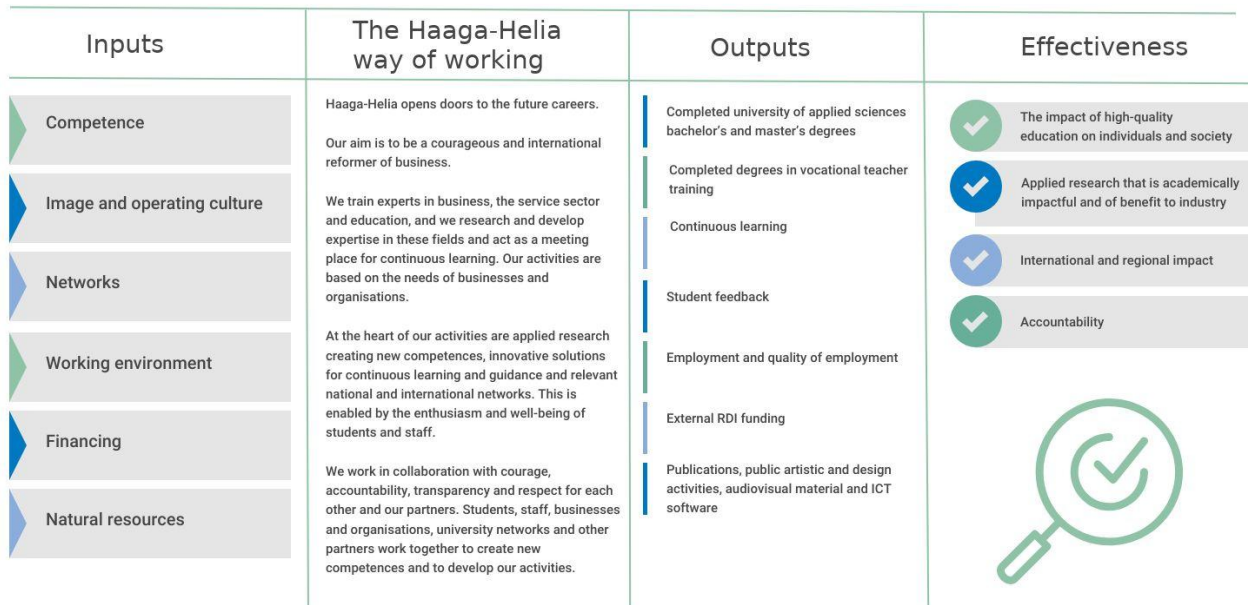 Inputs
Competence
Image and operating culture
Networks
Working environment
Financing
Natural resources
The Haaga-Helia
way of working
Haaga-Helia opens doors to the future careers.
Our aim is to be a courageous and international
reformer of business.
We train experts in business, the service sector
and education, and we research and develop
expertise in these fields and act as a meeting
place for continuous learning. Our activities are
based on the needs of businesses and
organisations.
At the heart of our activities are applied research
creating new competences, innovative solutions
for continuous learning and guidance and relevant
national and international networks. This is
enabled by the enthusiasm and well-being of
students and staff.
We work in collaboration with courage,
accountability, transparency and respect for each
other and our partners. Students, staff, businesses
and organisations, university networks and other
partners work together to create new
competences and to develop our activities.
Outputs
Completed university of applied sciences
bachelor's and master's degrees
Completed degrees in vocational teacher
training
Continuous learning
Student feedback
Employment and quality of employment
External RDI funding
Publications, public artistic and design
activities, audiovisual material and ICT
software
Effectiveness
The impact of high-quality
education on individuals and society
Applied research that is academically
impactful and of benefit to industry
International and regional impact
Accountability